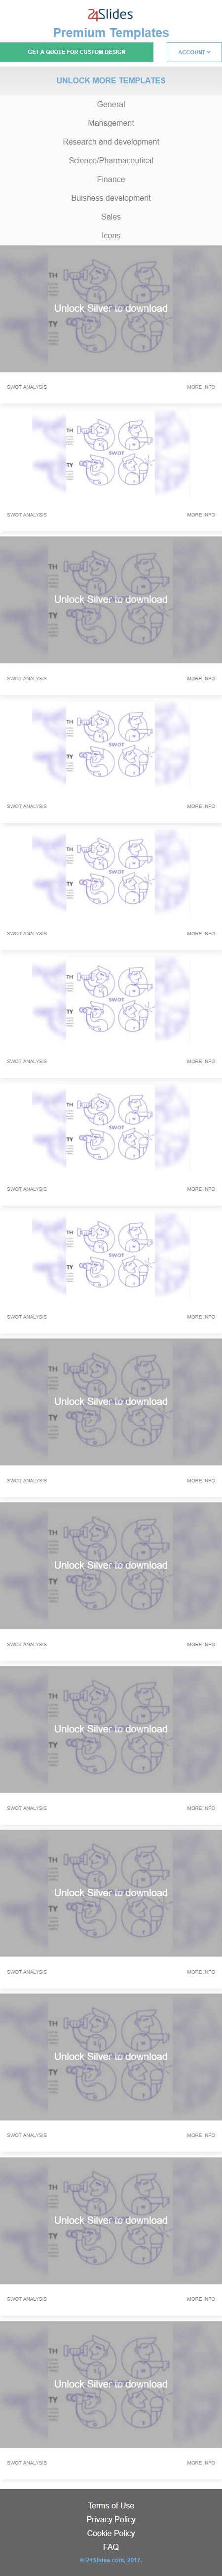 24Slides
Premium Templates
GET A QUOTE FOR CUSTOM DESIGN
ACCOUNT
UNLOCK MORE TEMPLATES
General
Management
Research and development
Science/Pharmaceutical
Finance
Buisness development
Sales
Icons
TH
Unlock Silver to download
TY
SWOT ANALYSIS MORE INFO
TH
SWOT
TY
SWOT ANALYSIS MORE INFO
TH
Unlock Silver to download
TY
SWOT ANALYSIS MORE INFO
TH
SWOT
TY
SWOT ANALYSIS MORE INFO
TH
SWOT
TY
SWOT ANALYSIS MORE INFO
TH
SWOT
TY
SWOT ANALYSIS MORE INFO
TH
SWOT
TY
SWOT ANALYSIS MORE INFO
TH
SWOT
TY
SWOT ANALYSIS MORE INFO
TH
Unlock Silver to download
TY
SWOT ANALYSIS MORE INFO
TH
Unlock Silver to download
TY
SWOT ANALYSIS MORE INFO
TH
Unlock Silver to download
TY
SWOT ANALYSIS MORE INFO
TH
Unlock Silver to download
TY
SWOT ANALYSIS MORE INFO
TH
Unlock Silver to download
TY
SWOT ANALYSIS MORE INFO
TH
Unlock Silver to download
TY
SWOT ANALYSIS MORE INFO
TH
Unlock Silver to download
TY
SWOT ANALYSIS MORE INFO
Terms of Use
Privacy Policy
Cookie Policy
FAQ
© 24Slides.com, 2017.